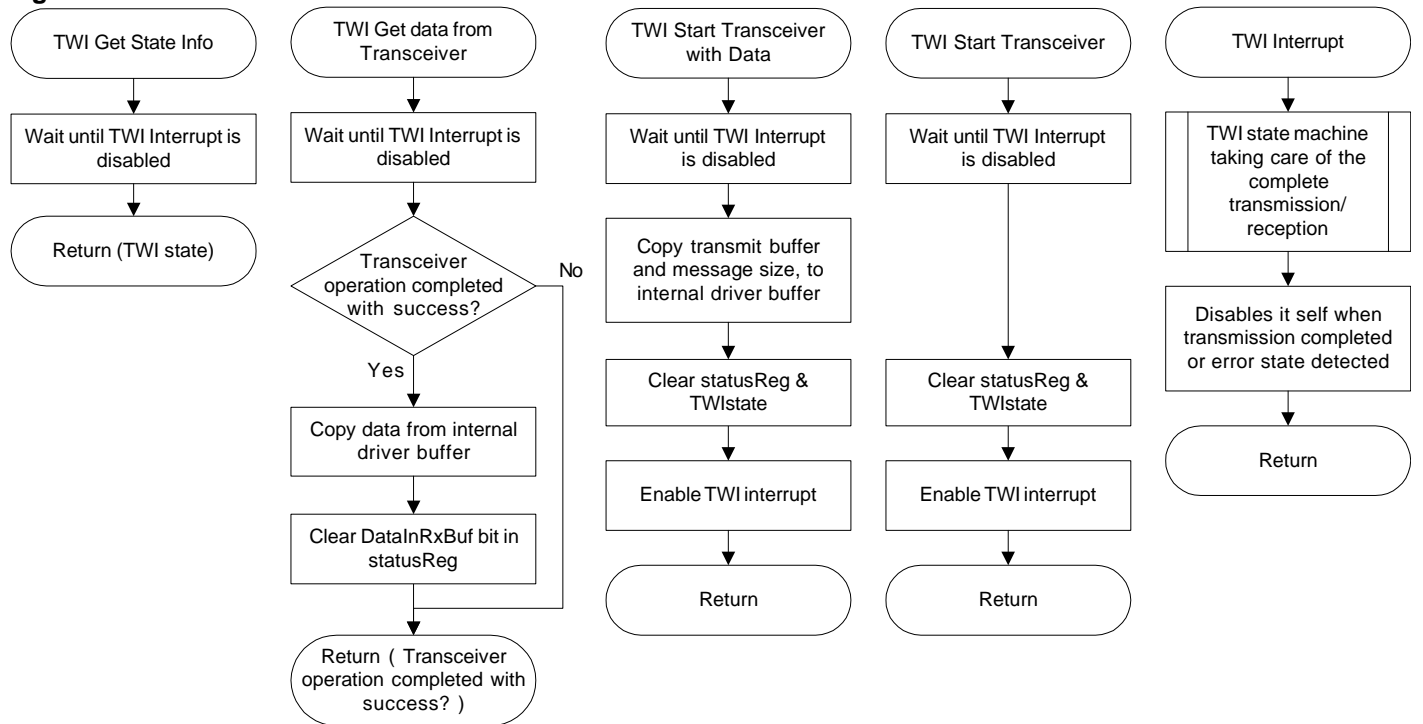 TWI Get State Info
Wait until TWI Interrupt is
disabled
Return (TWI state)
TWI Get data from
Transceiver
Wait until TWI Interrupt is
disabled
Transceiver
operation completed
with success?
No
Yes
Copy data from internal
driver buffer
Clear DataInRxBuf bit in
statusReg
Return ( Transceiver
operation completed with
success? )
TWI Start Transceiver
with Data
Wait until TWI Interrupt
is disabled
Copy transmit buffer
and message size, to
internal driver buffer
Clear statusReg &
TWIstate
Enable TWI interrupt
Return
TWI Start Transceiver
Wait until TWI Interrupt
is disabled
Clear statusReg &
TWIstate
Enable TWI interrupt
Return
TWI Interrupt
TWI state machine
taking care of the
complete
transmission/
reception
Disables it self when
transmission completed
or error state detected
Return